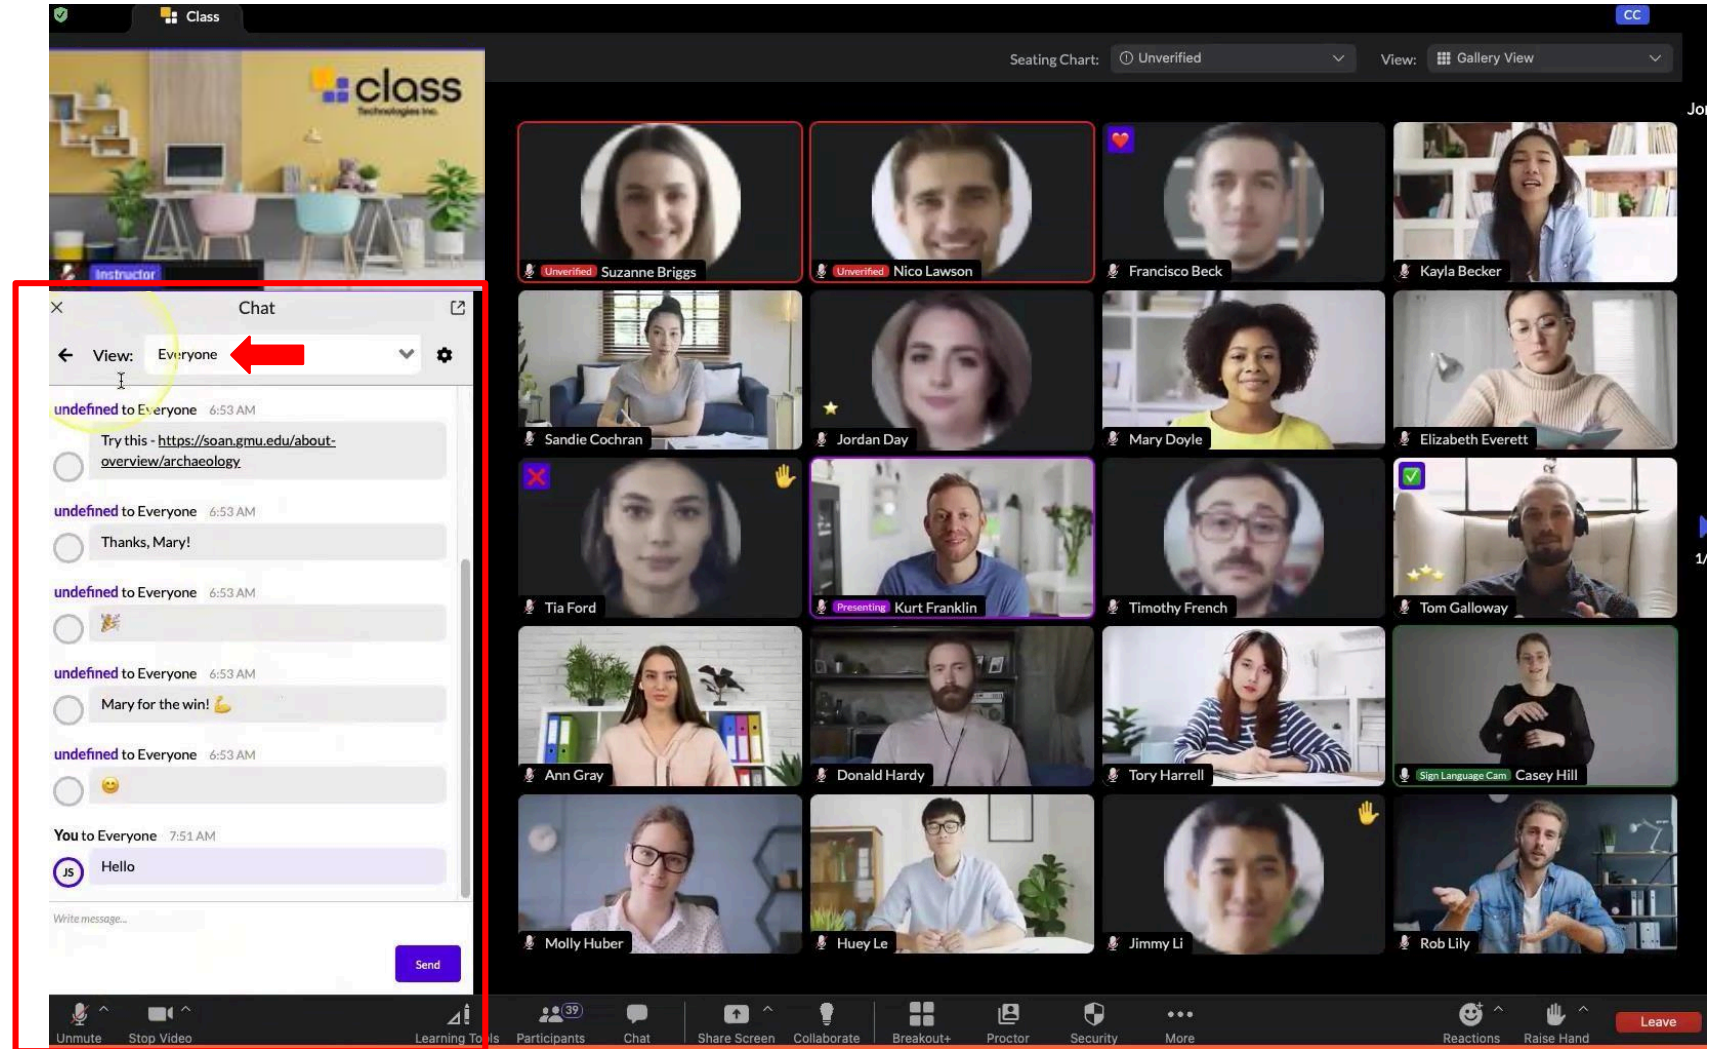 Class
CC
class
Technologies Inc.
Seating Chart: Unverified
View: Gallery View
Instructor
Chat
View: Everyone
undefined to Everyone 6:53 AM
Try this - https://soan.gmu.edu/about-
overview/archaeology
undefined to Everyone 6:53 AM
Thanks, Mary!
undefined to Everyone 6:53 AM
🎉
undefined to Everyone 6:53 AM
Mary for the win! 💪
undefined to Everyone 6:53 AM
😊
You to Everyone 7:51 AM
JS Hello
Write message...
Send
Unverified Suzanne Briggs
Unverified Nico Lawson
Francisco Beck
Kayla Becker
Sandie Cochran
Jordan Day
Mary Doyle
Elizabeth Everett
Tia Ford
Presenting Kurt Franklin
Timothy French
Tom Galloway
1/
Ann Gray
Donald Hardy
Tory Harrell
Sign Language Cam Casey Hill
Molly Huber
Huey Le
Jimmy Li
Rob Lily
39
Unmute
Stop Video
Learning Tools
Participants
Chat
Share Screen
Collaborate
Breakout+
Proctor
Security
More
Reactions
Raise Hand
Leave